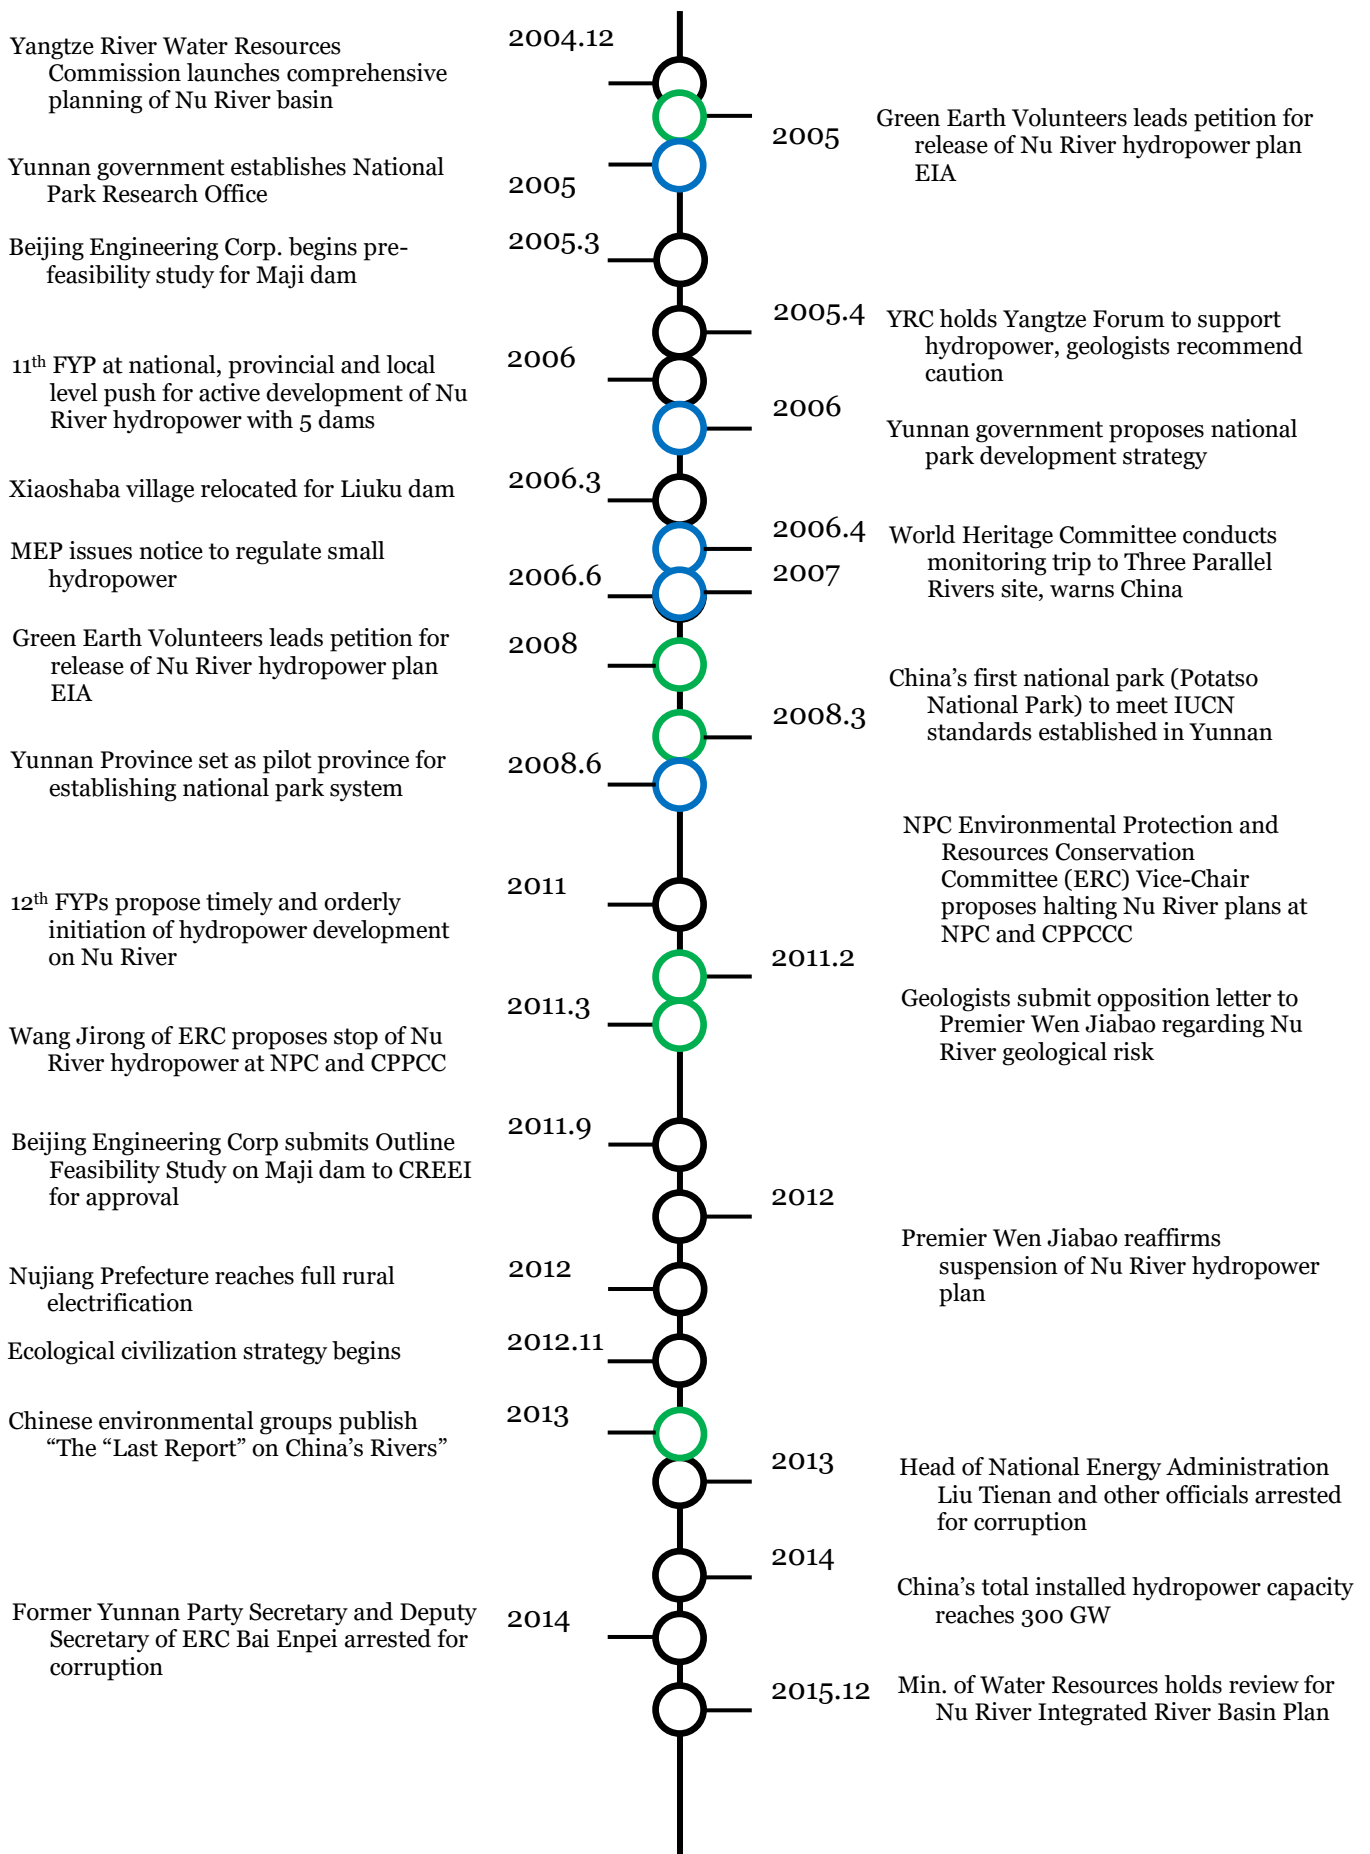 2004.12
Yangtze River Water Resources
Commission launches comprehensive
planning of Nu River basin
2005
Green Earth Volunteers leads petition for
release of Nu River hydropower plan
EIA
Yunnan government establishes National
Park Research Office
2005
Beijing Engineering Corp. begins pre-
feasibility study for Maji dam
2005.3
2005.4
YRC holds Yangtze Forum to support
hydropower, geologists recommend
caution
2006
11th FYP at national, provincial and local
level push for active development of Nu
River hydropower with 5 dams
2006
Yunnan government proposes national
park development strategy
Xiaoshaba village relocated for Liuku dam
2006.3
2006.4
World Heritage Committee conducts
monitoring trip to Three Parallel
Rivers site, warns China
MEP issues notice to regulate small
hydropower
2006.6
2007
Green Earth Volunteers leads petition for
release of Nu River hydropower plan
EIA
2008
China’s first national park (Potatso
National Park) to meet IUCN
standards established in Yunnan
2008.3
Yunnan Province set as pilot province for
establishing national park system
2008.6
NPC Environmental Protection and
Resources Conservation
Committee (ERC) Vice-Chair
proposes halting Nu River plans at
NPC and CPPCCC
2011
12th FYPs propose timely and orderly
initiation of hydropower development
on Nu River
2011.2
Geologists submit opposition letter to
Premier Wen Jiabao regarding Nu
River geological risk
2011.3
Wang Jirong of ERC proposes stop of Nu
River hydropower at NPC and CPPCC
2011.9
Beijing Engineering Corp submits Outline
Feasibility Study on Maji dam to CREEI
for approval
2012
Premier Wen Jiabao reaffirms
suspension of Nu River hydropower
plan
2012
Nujiang Prefecture reaches full rural
electrification
2012.11
Ecological civilization strategy begins
2013
Chinese environmental groups publish
“The “Last Report” on China’s Rivers”
2013
Head of National Energy Administration
Liu Tienan and other officials arrested
for corruption
2014
China’s total installed hydropower capacity
reaches 300 GW
2014
Former Yunnan Party Secretary and Deputy
Secretary of ERC Bai Enpei arrested for
corruption
2015.12
Min. of Water Resources holds review for
Nu River Integrated River Basin Plan